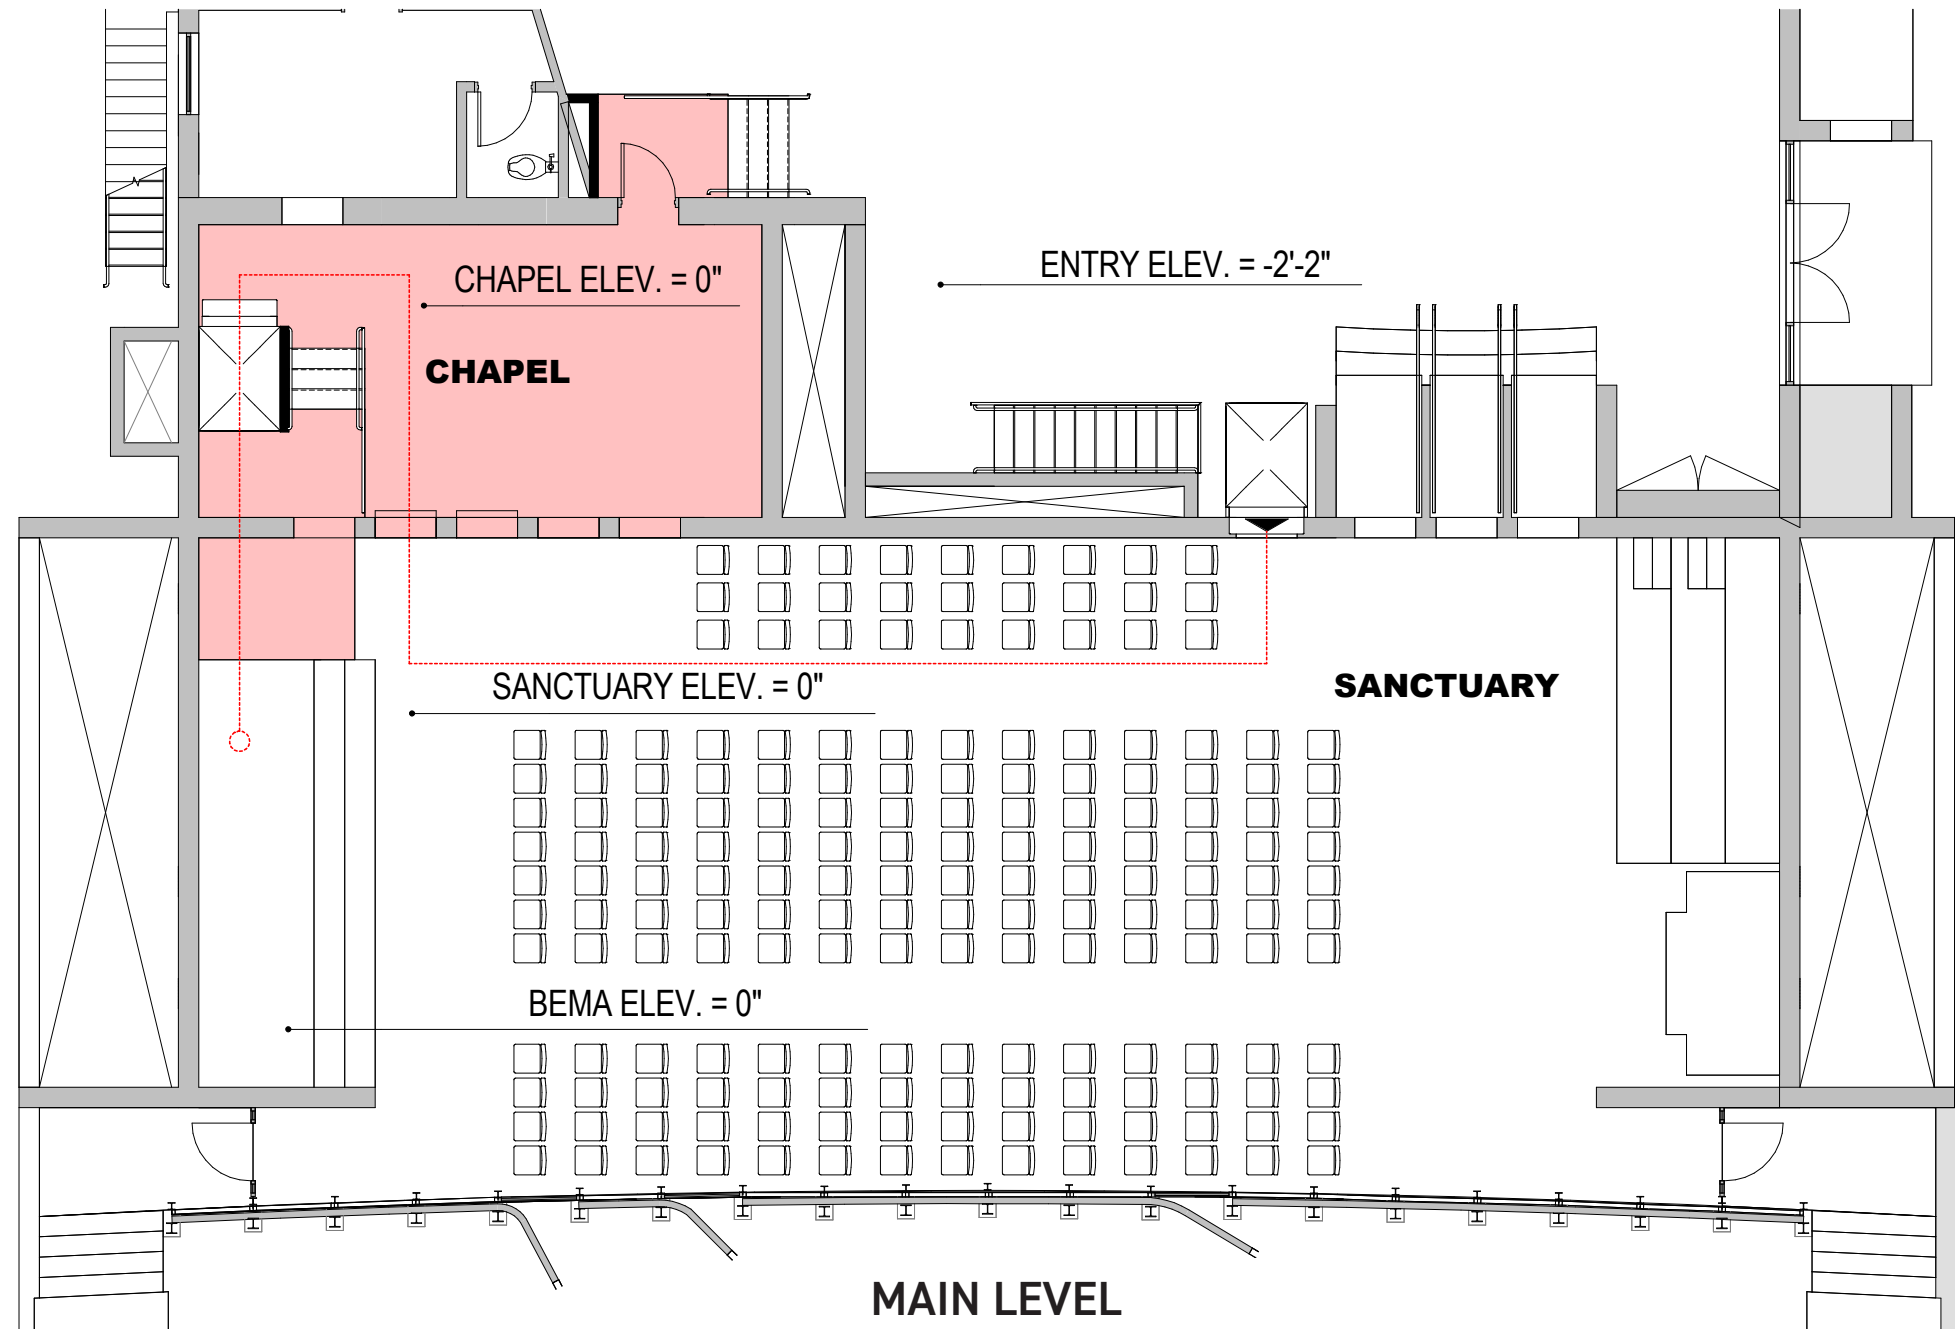 ENTRY ELEV. = -2'-2"
CHAPEL ELEV. = 0"
CHAPEL
SANCTUARY ELEV. = 0"
SANCTUARY
BEMA ELEV. = 0"
MAIN LEVEL